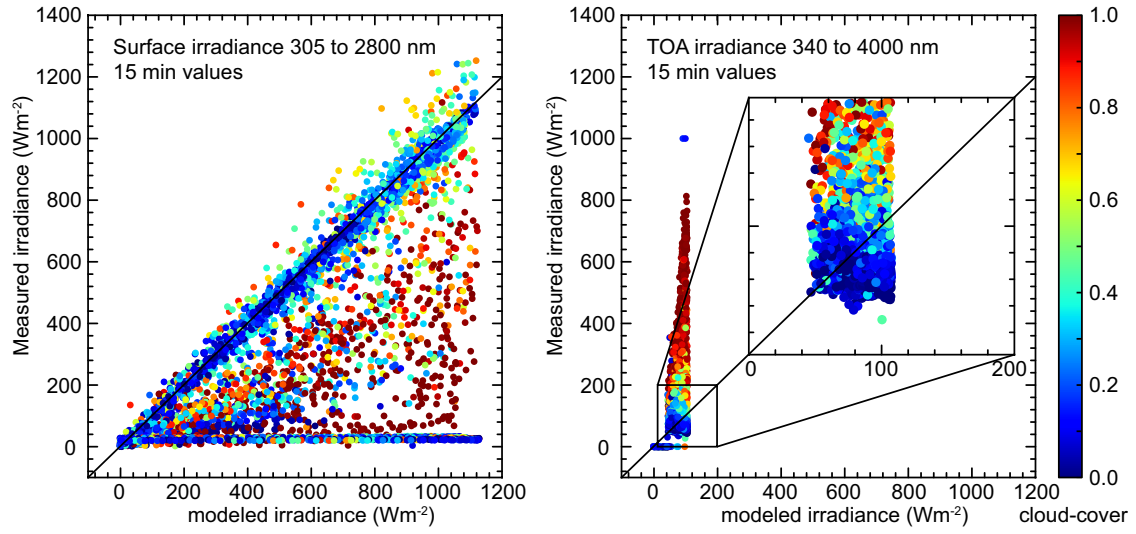 Surface irradiance 305 to 2800 nm
15 min values
Measured irradiance (Wm-2)
1400
1200
1000
800
600
400
200
0
0 200 400 600 800 1000 1200
modeled irradiance (Wm-2)
TOA irradiance 340 to 4000 nm
15 min values
Measured irradiance (Wm-2)
1400
1200
1000
800
600
400
200
0
0 100 200
0 200 400 600 800 1000 1200
modeled irradiance (Wm-2)
1.0
0.8
0.6
0.4
0.2
0.0
cloud-cover